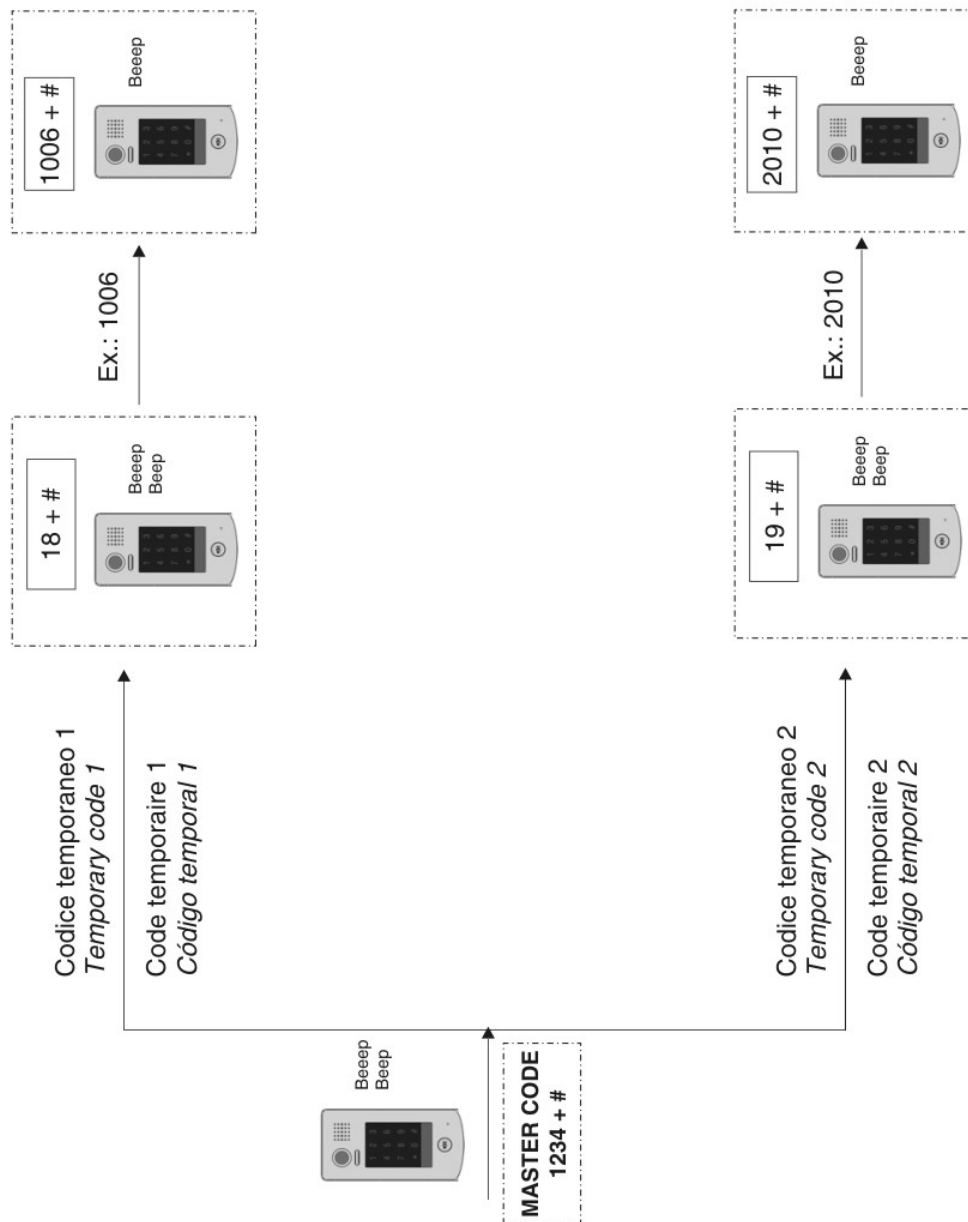 MASTER CODE
1234 + #
Beeep
Beep
Codice temporaneo 1
Temporary code 1
Code temporaire 1
Código temporal 1
18 + #
Beeep
Beep
Ex.: 1006
1006 + #
Beeep
Codice temporaneo 2
Temporary code 2
Code temporaire 2
Código temporal 2
19 + #
Beeep
Beep
Ex.: 2010
2010 + #
Beeep